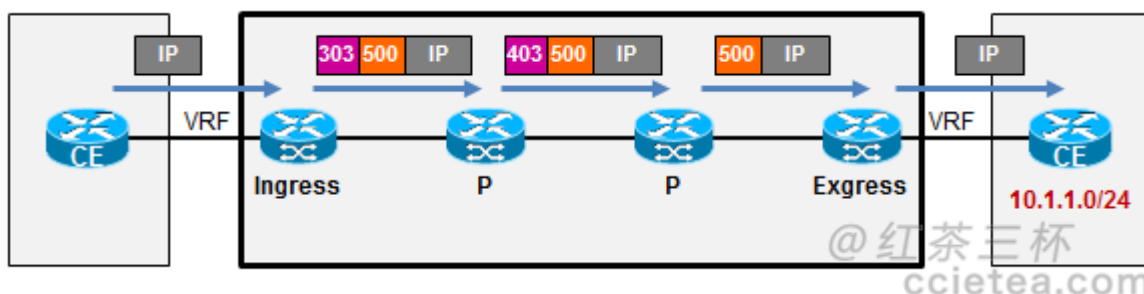 IP 303 500 IP 403 500 IP 500 IP IP
VRF VRF
CE CE
Ingress P P Exgress
10.1.1.0/24
@红茶三杯
ccietea.com